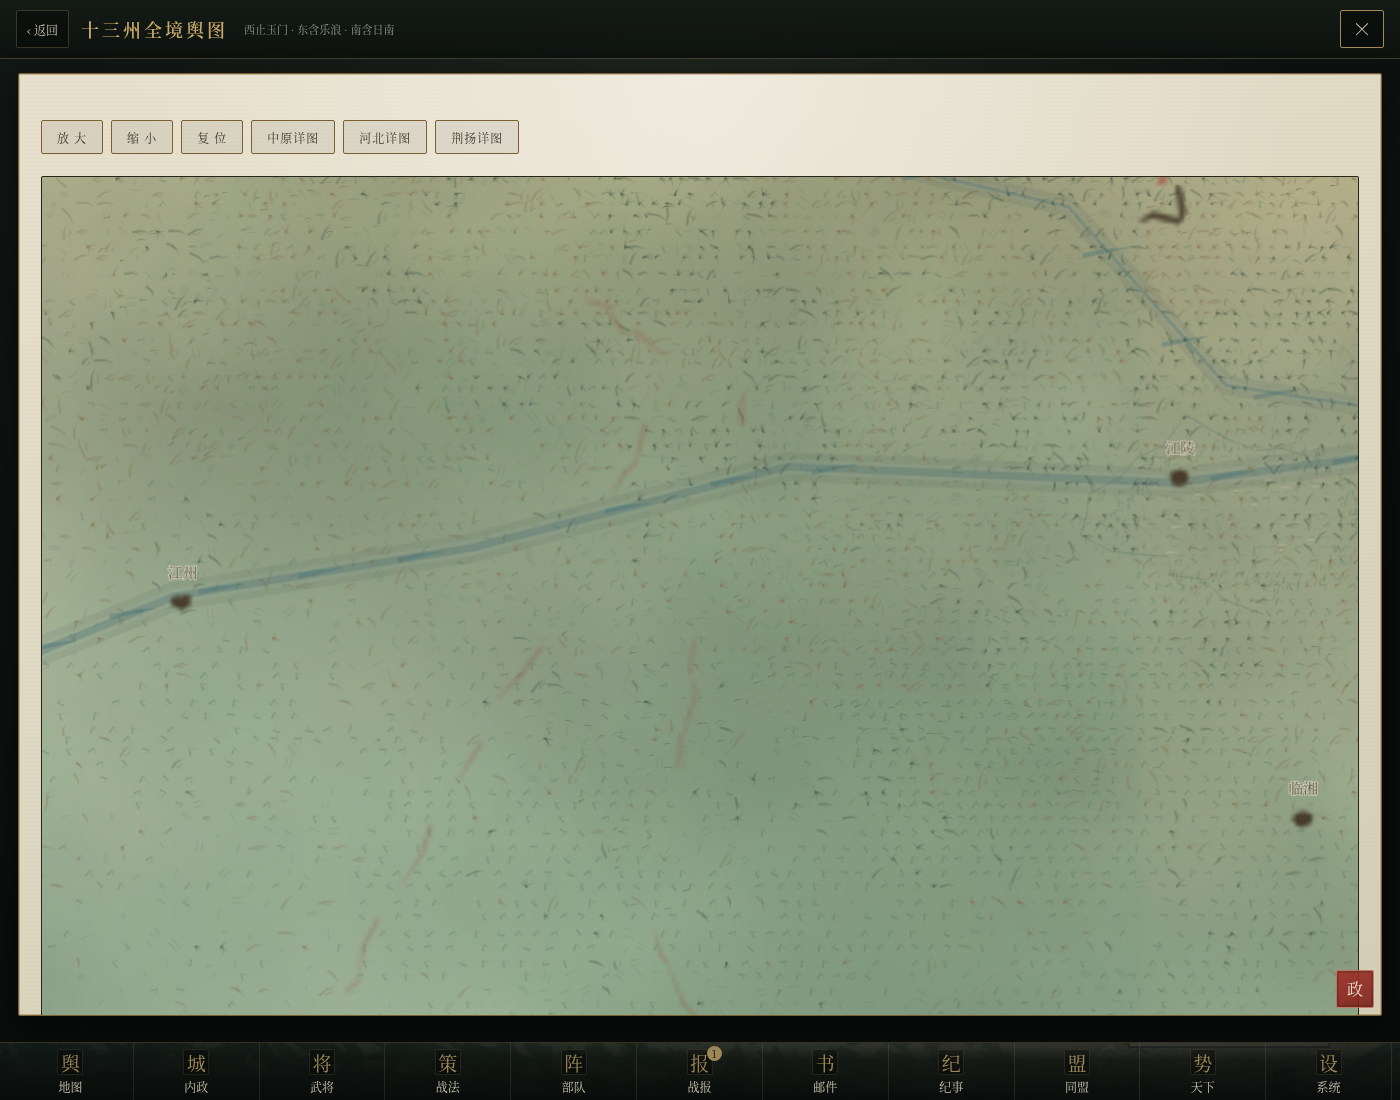 ‹ 返回
十三州全境舆图
西止玉门 · 东含乐浪 · 南含日南
放大
缩小
复位
中原详图
河北详图
荆扬详图
江陵
江州
临湘
政
舆
地图
城
内政
将
武将
策
战法
阵
部队
报
1
战报
书
邮件
纪
纪事
盟
同盟
势
天下
设
系统